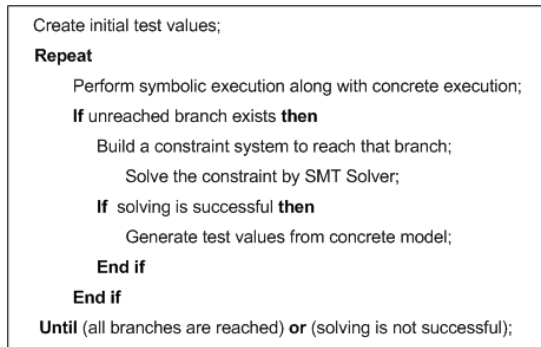 Create initial test values;
Repeat
Perform symbolic execution along with concrete execution;
If unreached branch exists then
Build a constraint system to reach that branch;
Solve the constraint by SMT Solver;
If solving is successful then
Generate test values from concrete model;
End if
End if
Until (all branches are reached) or (solving is not successful);